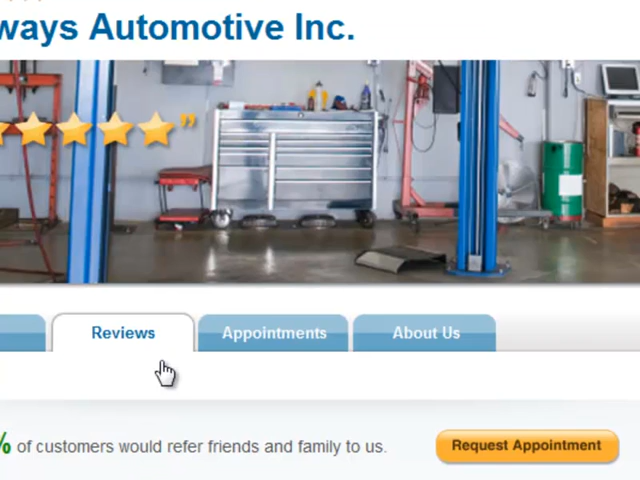 ways Automotive Inc.
”
Reviews
Appointments
About Us
% of customers would refer friends and family to us.
Request Appointment